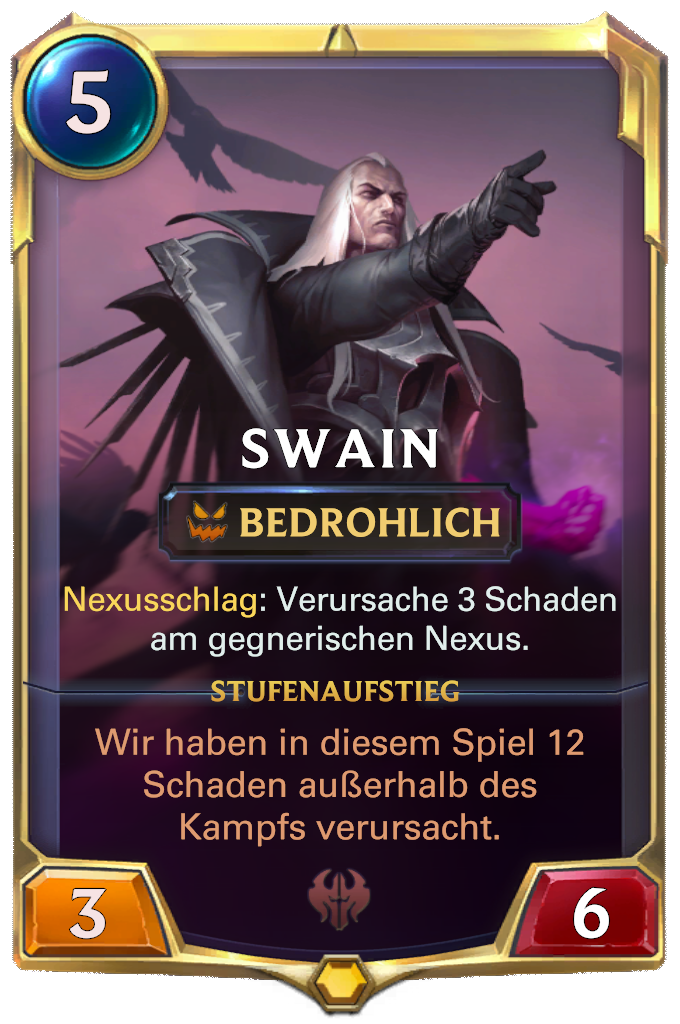 5
SWAIN
BEDROHLICH
Nexusschlag: Verursache 3 Schaden
am gegnerischen Nexus.
STUFENAUFSTIEG
Wir haben in diesem Spiel 12
Schaden außerhalb des
Kampfs verursacht.
3
6